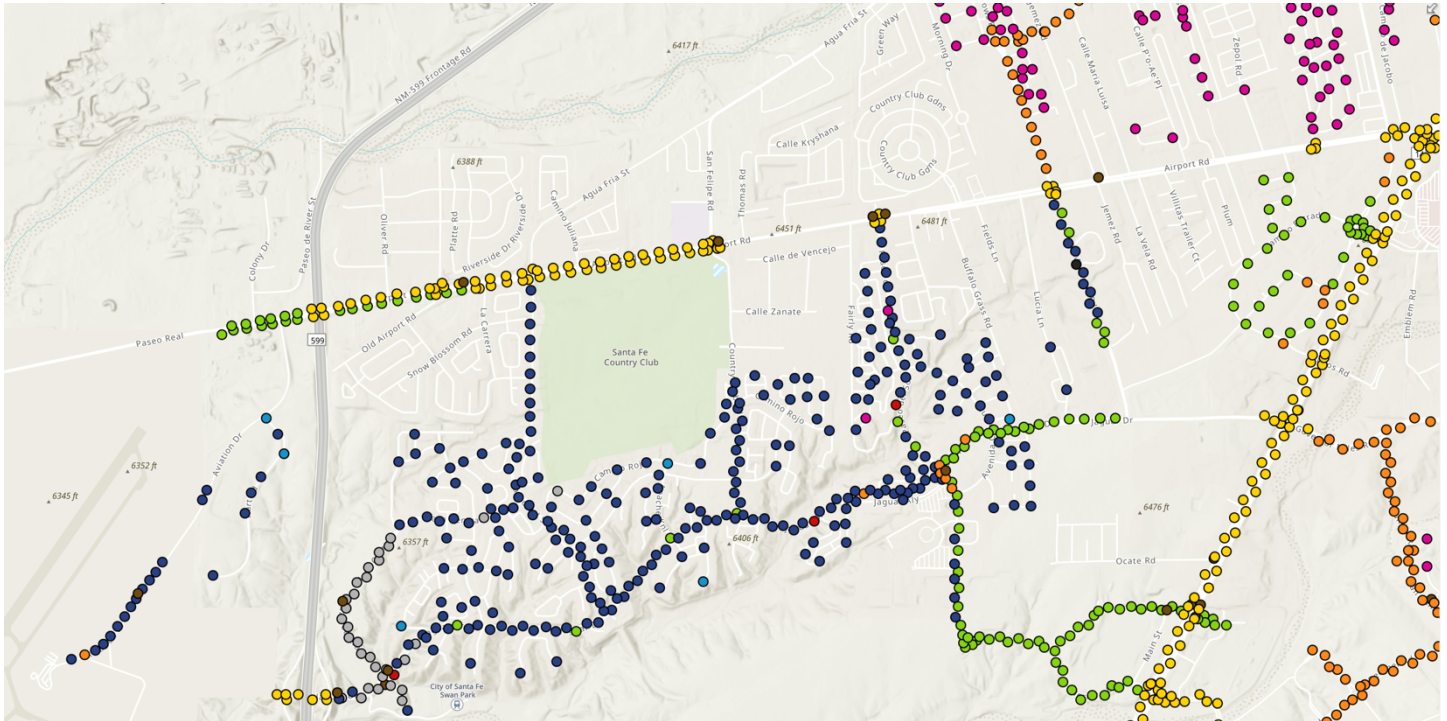 6417 ft
Agua Fria St
Green Way
Morning Dr
Calle Maria Luisa
Calle P'o-Ae-Pi
Zepol Rd
de Jacobo
NM-599 Frontage Rd
Country Club Gdns
Calle Kryshana
Country Club Gdns
6388 ft
Agua Fria St
San Felipe Rd
Thomas Rd
Airport Rd
Paseo de River St
Colony Dr
Oliver Rd
Platte Rd
Riverside Dr
Riverside Dr
Camino Juliana
6481 ft
6451 ft
Calle de Vencejo
Fields Ln
Jemez Rd
La Vela Rd
Villitas Trailer Ct
Plum
Buffalo Grass Rd
Lucia Ln
Emblem Rd
Paseo Real
599
Old Airport Rd
Snow Blossom Rd
La Carrera
Calle Zanate
Santa Fe
Country Club
Country
Camino Rojo
Aviation Dr
6352 ft
6345 ft
6357 ft
6406 ft
6476 ft
Ocate Rd
Main St
City of Santa Fe
Swan Park